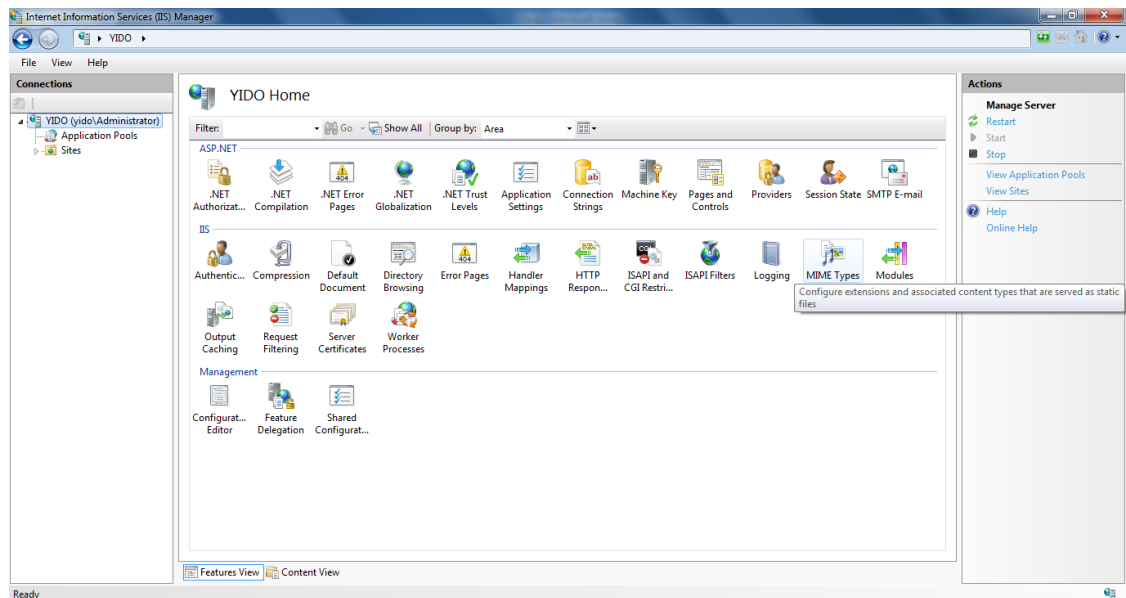 Internet Information Services (IIS) Manager
YIDO
File View Help
Connections
YIDO (yido\Administrator)
Application Pools
Sites
YIDO Home
Filter: Go Show All Group by: Area
ASP.NET
.NET Authorizat...
.NET Compilation
404
.NET Error Pages
.NET Globalization
.NET Trust Levels
Application Settings
ab
Connection Strings
Machine Key
Pages and Controls
Providers
Session State
SMTP E-mail
IIS
Authentic...
Compression
Default Document
Directory Browsing
404
Error Pages
Handler Mappings
HTTP Respon...
ISAPI and CGI Restri...
ISAPI Filters
Logging
MIME Types
Modules
Configure extensions and associated content types that are served as static
files
Output Caching
Request Filtering
Server Certificates
Worker Processes
Management
Configurat... Editor
Feature Delegation
Shared Configurat...
Features View Content View
Ready
Actions
Manage Server
Restart
Start
Stop
View Application Pools
View Sites
Help
Online Help